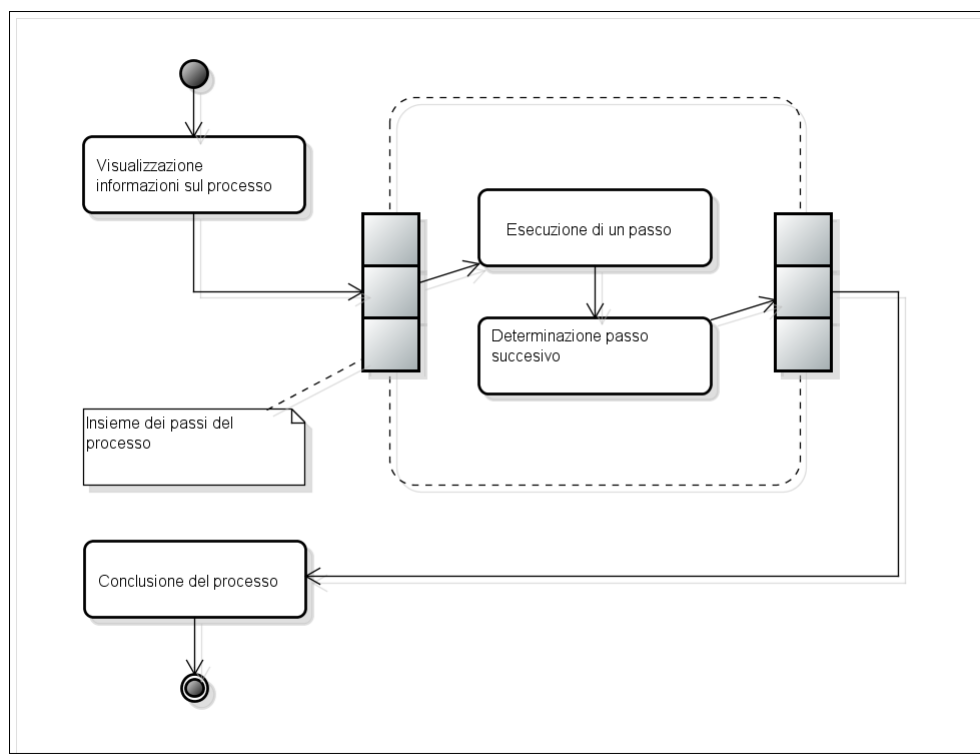 Visualizzazione
informazioni sul processo
Esecuzione di un passo
Determinazione passo
succesivo
Insieme dei passi del
processo
Conclusione del processo